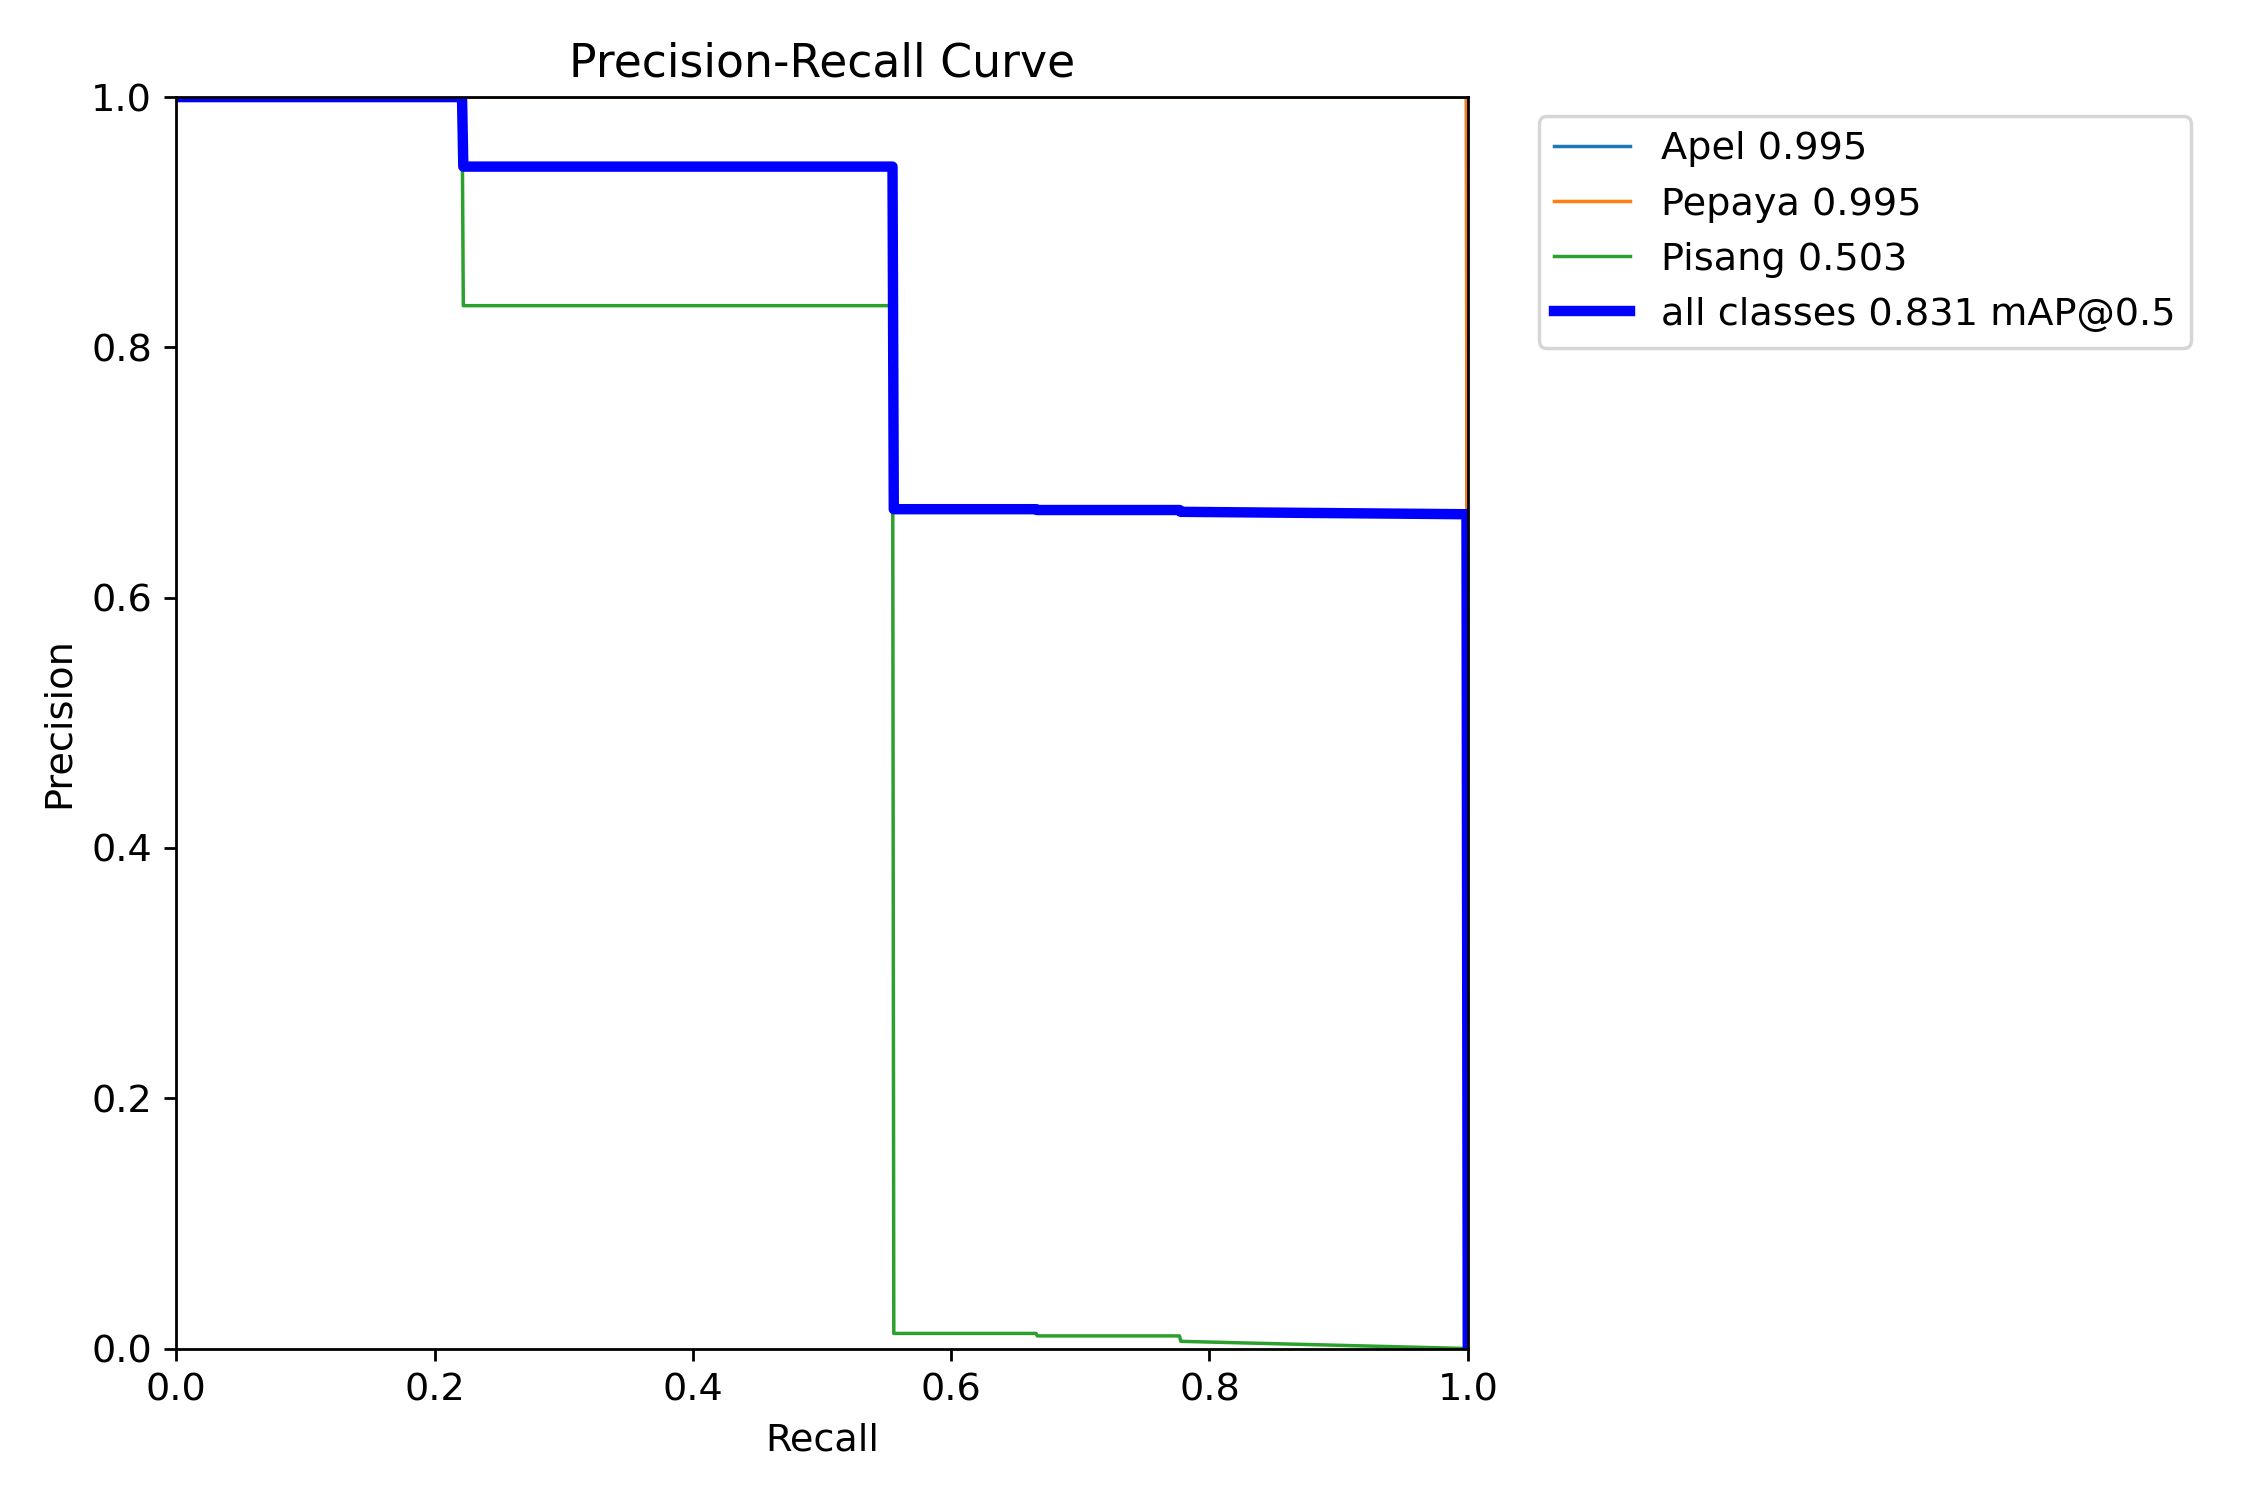 Precision-Recall Curve
1.0
0.8
0.6
0.4
0.2
0.0
Precision
0.0 0.2 0.4 0.6 0.8 1.0
Recall
Apel 0.995
Pepaya 0.995
Pisang 0.503
all classes 0.831 mAP@0.5